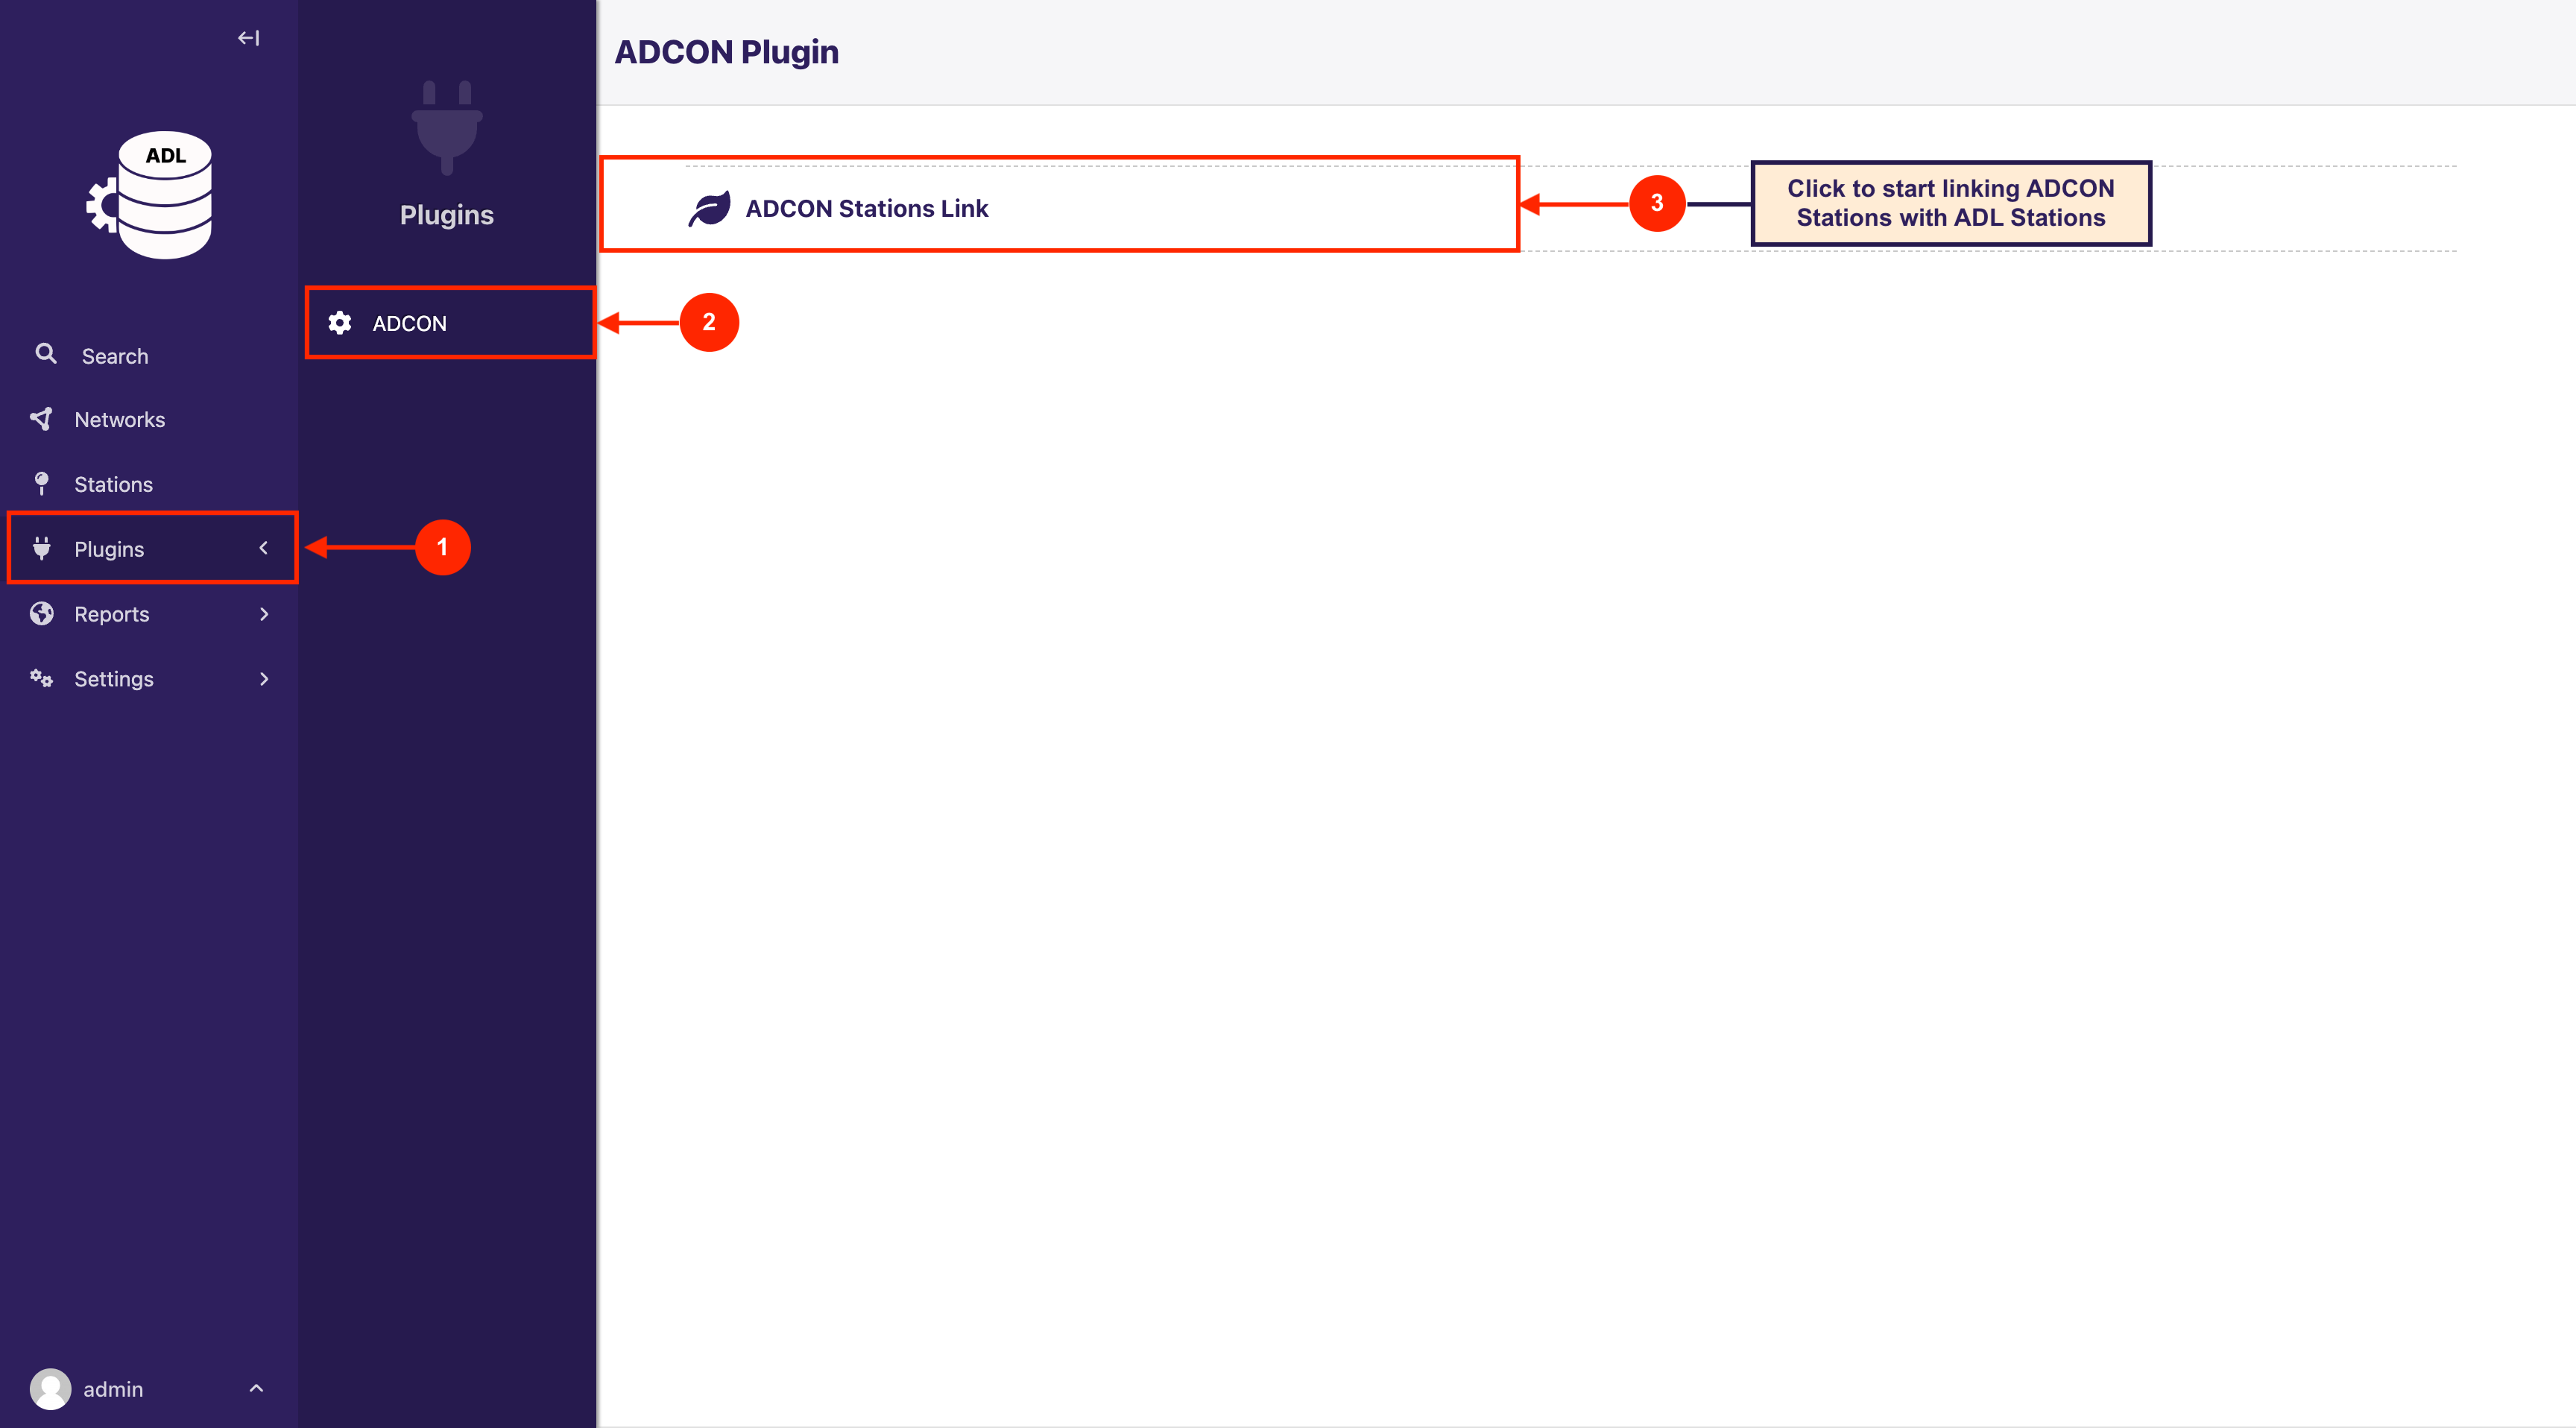 ADL
Search
Networks
Stations
Plugins
Reports
Settings
admin
Plugins
ADCON
1
2
ADCON Plugin
ADCON Stations Link
3
Click to start linking ADCON
Stations with ADL Stations